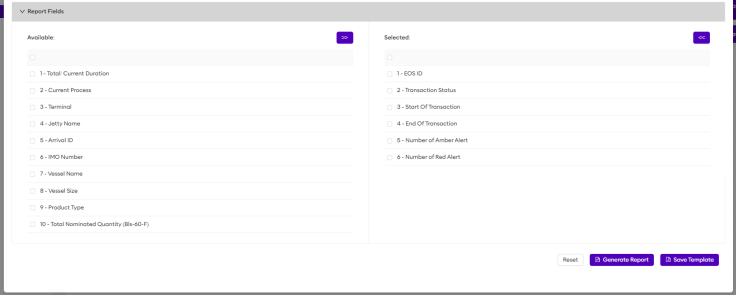 Report Fields
Available:
>>
1 - Total Current Duration
2 - Current Process
3 - Terminal
4 - Jetty Name
5 - Arrival ID
6 - IMO Number
7 - Vessel Name
8 - Vessel Size
9 - Product Type
10 - Total Nominated Quantity (Bls-60-F)
Selected:
<<
1 - EOS ID
2 - Transaction Status
3 - Start Of Transaction
4 - End Of Transaction
5 - Number of Amber Alert
6 - Number of Red Alert
Reset
Generate Report
Save Template